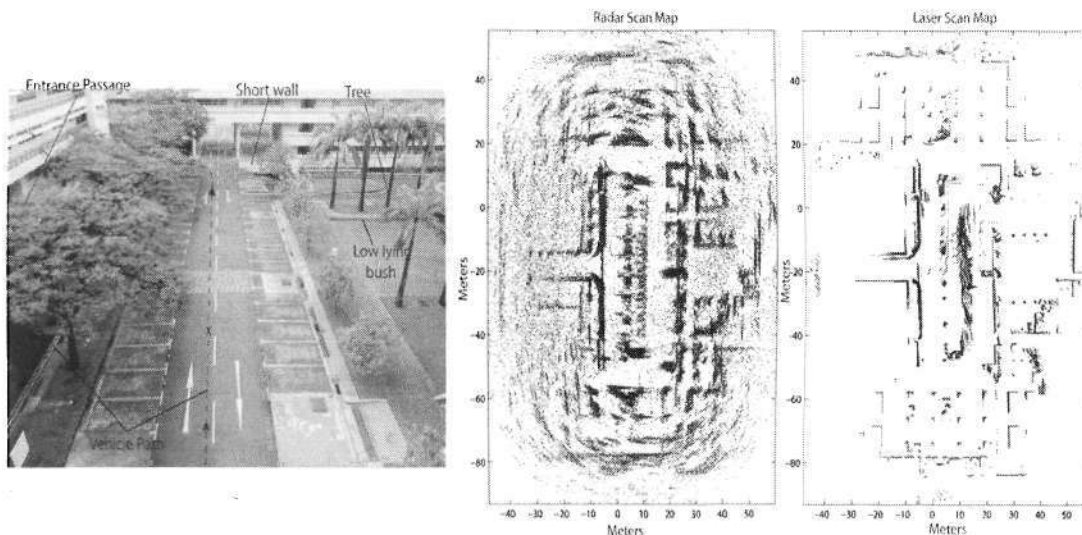 Entrance Passage
Short wall
Tree
Low lying
bush
X
Vehicle Path
Radar Scan Map
40
20
0
-20
-40
-60
-80
Meters
-40 -30 -20 -10 0 10 20 30 40 50
Meters
Laser Scan Map
40
20
0
-20
-40
-60
-80
Meters
-40 -30 -20 -10 0 10 20 30 40 50
Meters